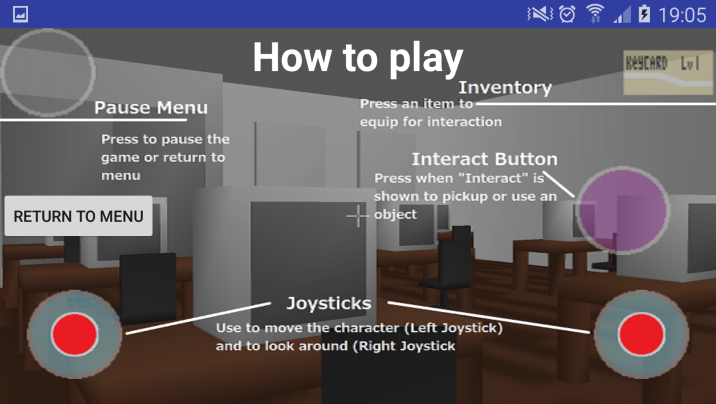 19:05
How to play
KEYCARD Lvl
Inventory
Press an item to
equip for interaction
Pause Menu
Press to pause the
game or return to
menu
Interact Button
Press when "Interact" is
shown to pickup or use an
object
RETURN TO MENU
Joysticks
Use to move the character (Left Joystick)
and to look around (Right Joystick